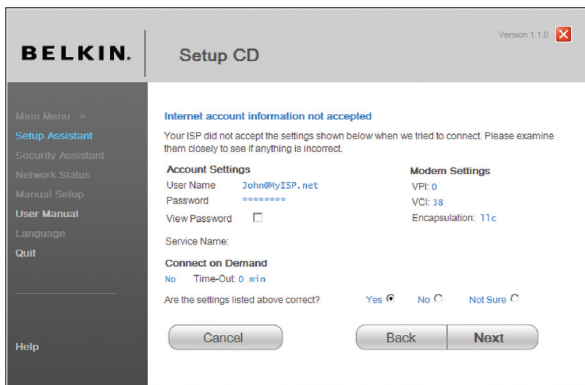 Version 1.1.0
BELKIN.
Setup CD
Main Menu >
Setup Assistant
Security Assistant
Network Status
Manual Setup
User Manual
Language
Quit
Help
Internet account information not accepted
Your ISP did not accept the settings shown below when we tried to connect. Please examine
them closely to see if anything is incorrect.
Account Settings
User Name John@MyISP.net
Password ********
View Password
Service Name:
Modem Settings
VPI: 0
VCI: 38
Encapsulation: llc
Connect on Demand
No Time-Out: 0 min
Are the settings listed above correct? Yes No Not Sure
Cancel Back Next